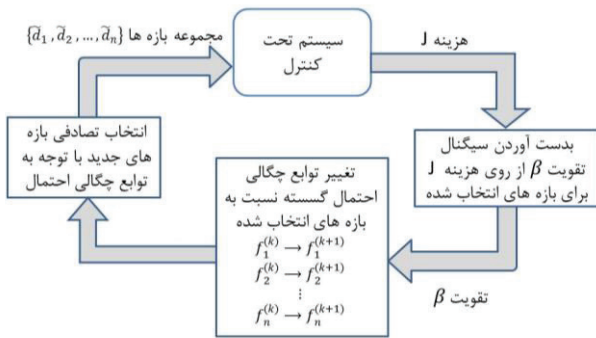 مجموعه بازه ها {d̃₁, d̃₂, …, d̃ₙ}
سیستم تحت
کنترل
هزینه J
بدست آوردن سیگنال
تقویت β از روی هزینه J
برای بازه های انتخاب شده
تقویت β
تغییر توابع چگالی
احتمال گسسته نسبت به
بازه های انتخاب شده
f₁^(k) → f₁^(k+1)
f₂^(k) → f₂^(k+1)
⋮
fₙ^(k) → fₙ^(k+1)
انتخاب تصادفی بازه
های جدید با توجه به
توابع چگالی احتمال